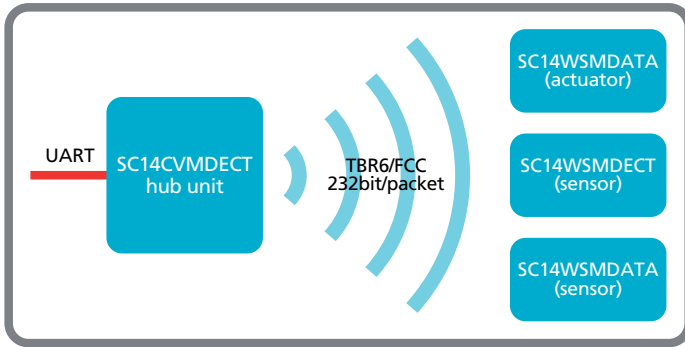 UART
SC14CVMDECT
hub unit
TBR6/FCC
232bit/packet
SC14WSMDATA
(actuator)
SC14WSMDECT
(sensor)
SC14WSMDATA
(sensor)